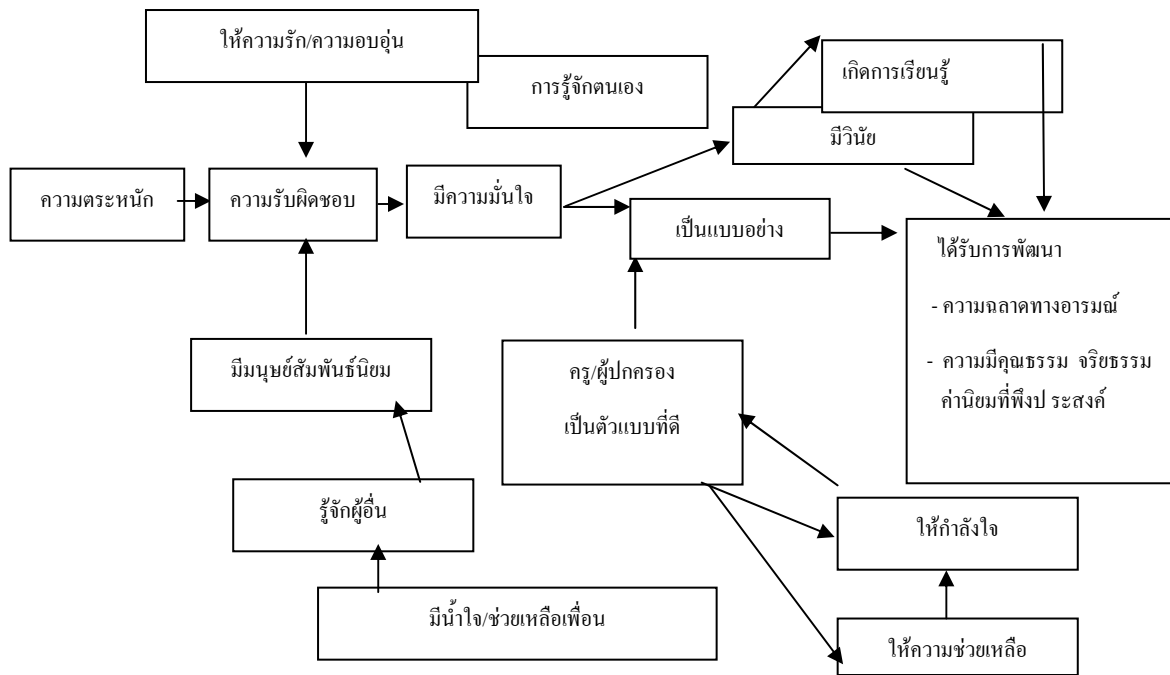 ให้ความรัก/ความอบอุ่น
เกิดการเรียนรู้
การรู้จักตนเอง
มีวินัย
ความตระหนัก
ความรับผิดชอบ
มีความมั่นใจ
เป็นแบบอย่าง
ได้รับการพัฒนา
- ความฉลาดทางอารมณ์
- ความมีคุณธรรม จริยธรรม
ค่านิยมที่พึงป ระสงค์
มีมนุษย์สัมพันธ์นิยม
ครู/ผู้ปกครอง
เป็นตัวแบบที่ดี
รู้จักผู้อื่น
ให้กำลังใจ
มีน้ำใจ/ช่วยเหลือเพื่อน
ให้ความช่วยเหลือ